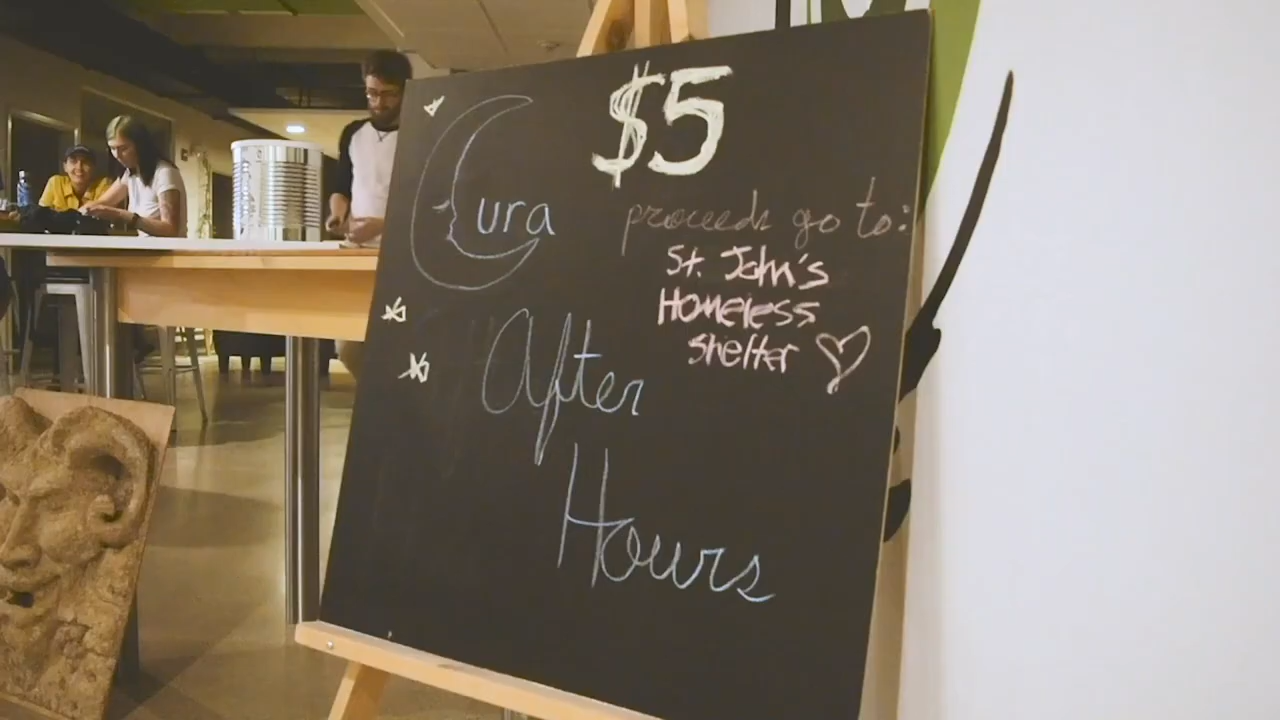 $5
Cura
proceeds go to:
St. John's
Homeless
Shelter
After
Hours